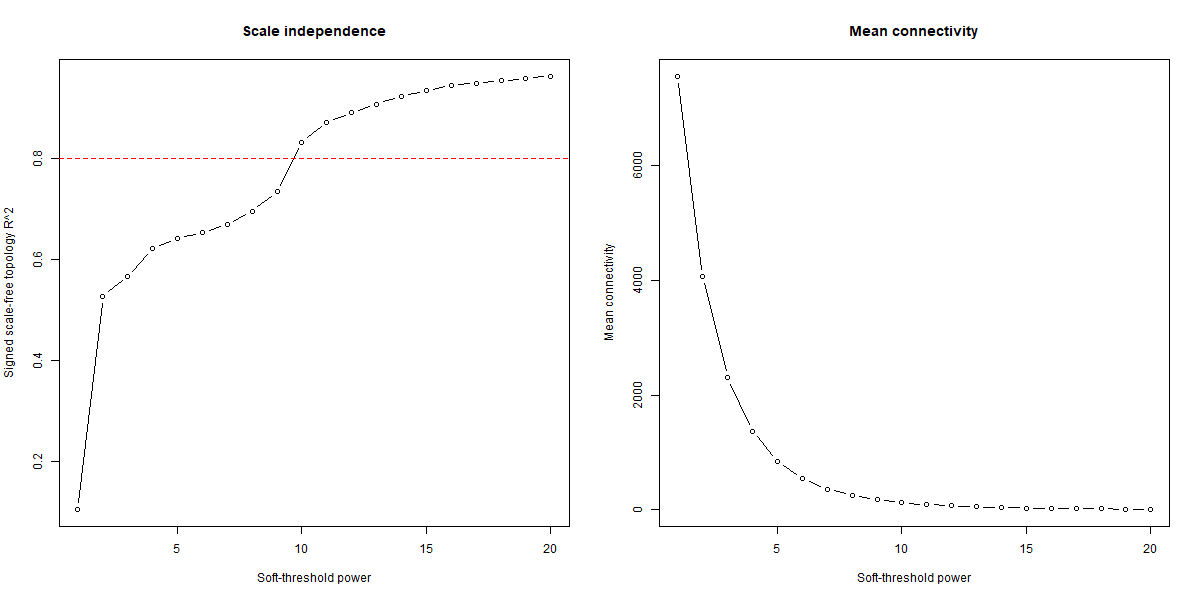 Scale independence
Signed scale-free topology R^2
0.2
0.4
0.6
0.8
5
10
15
20
Soft-threshold power
Mean connectivity
Mean connectivity
0
2000
4000
6000
5
10
15
20
Soft-threshold power